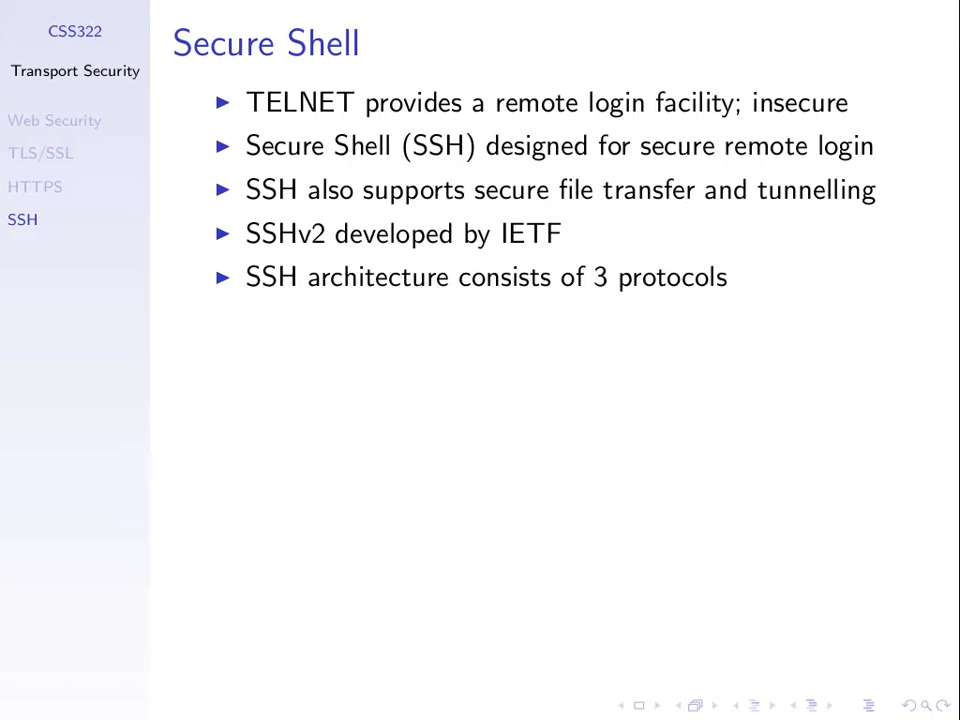 CSS322
Transport Security
Web Security
TLS/SSL
HTTPS
SSH
Secure Shell
TELNET provides a remote login facility; insecure
Secure Shell (SSH) designed for secure remote login
SSH also supports secure file transfer and tunnelling
SSHv2 developed by IETF
SSH architecture consists of 3 protocols